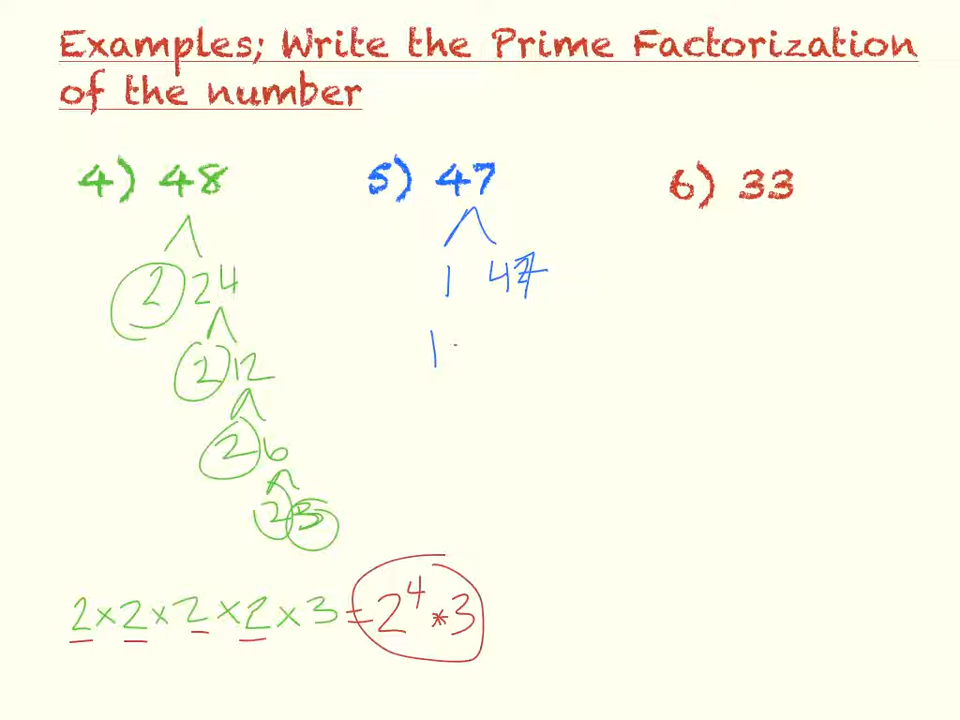 Examples; Write the Prime Factorization
of the number
4) 48 5) 47 6) 33
2 24 1 47
2 12 1
2 6
2 3
2 × 2 × 2 × 2 × 3 = 2⁴ * 3